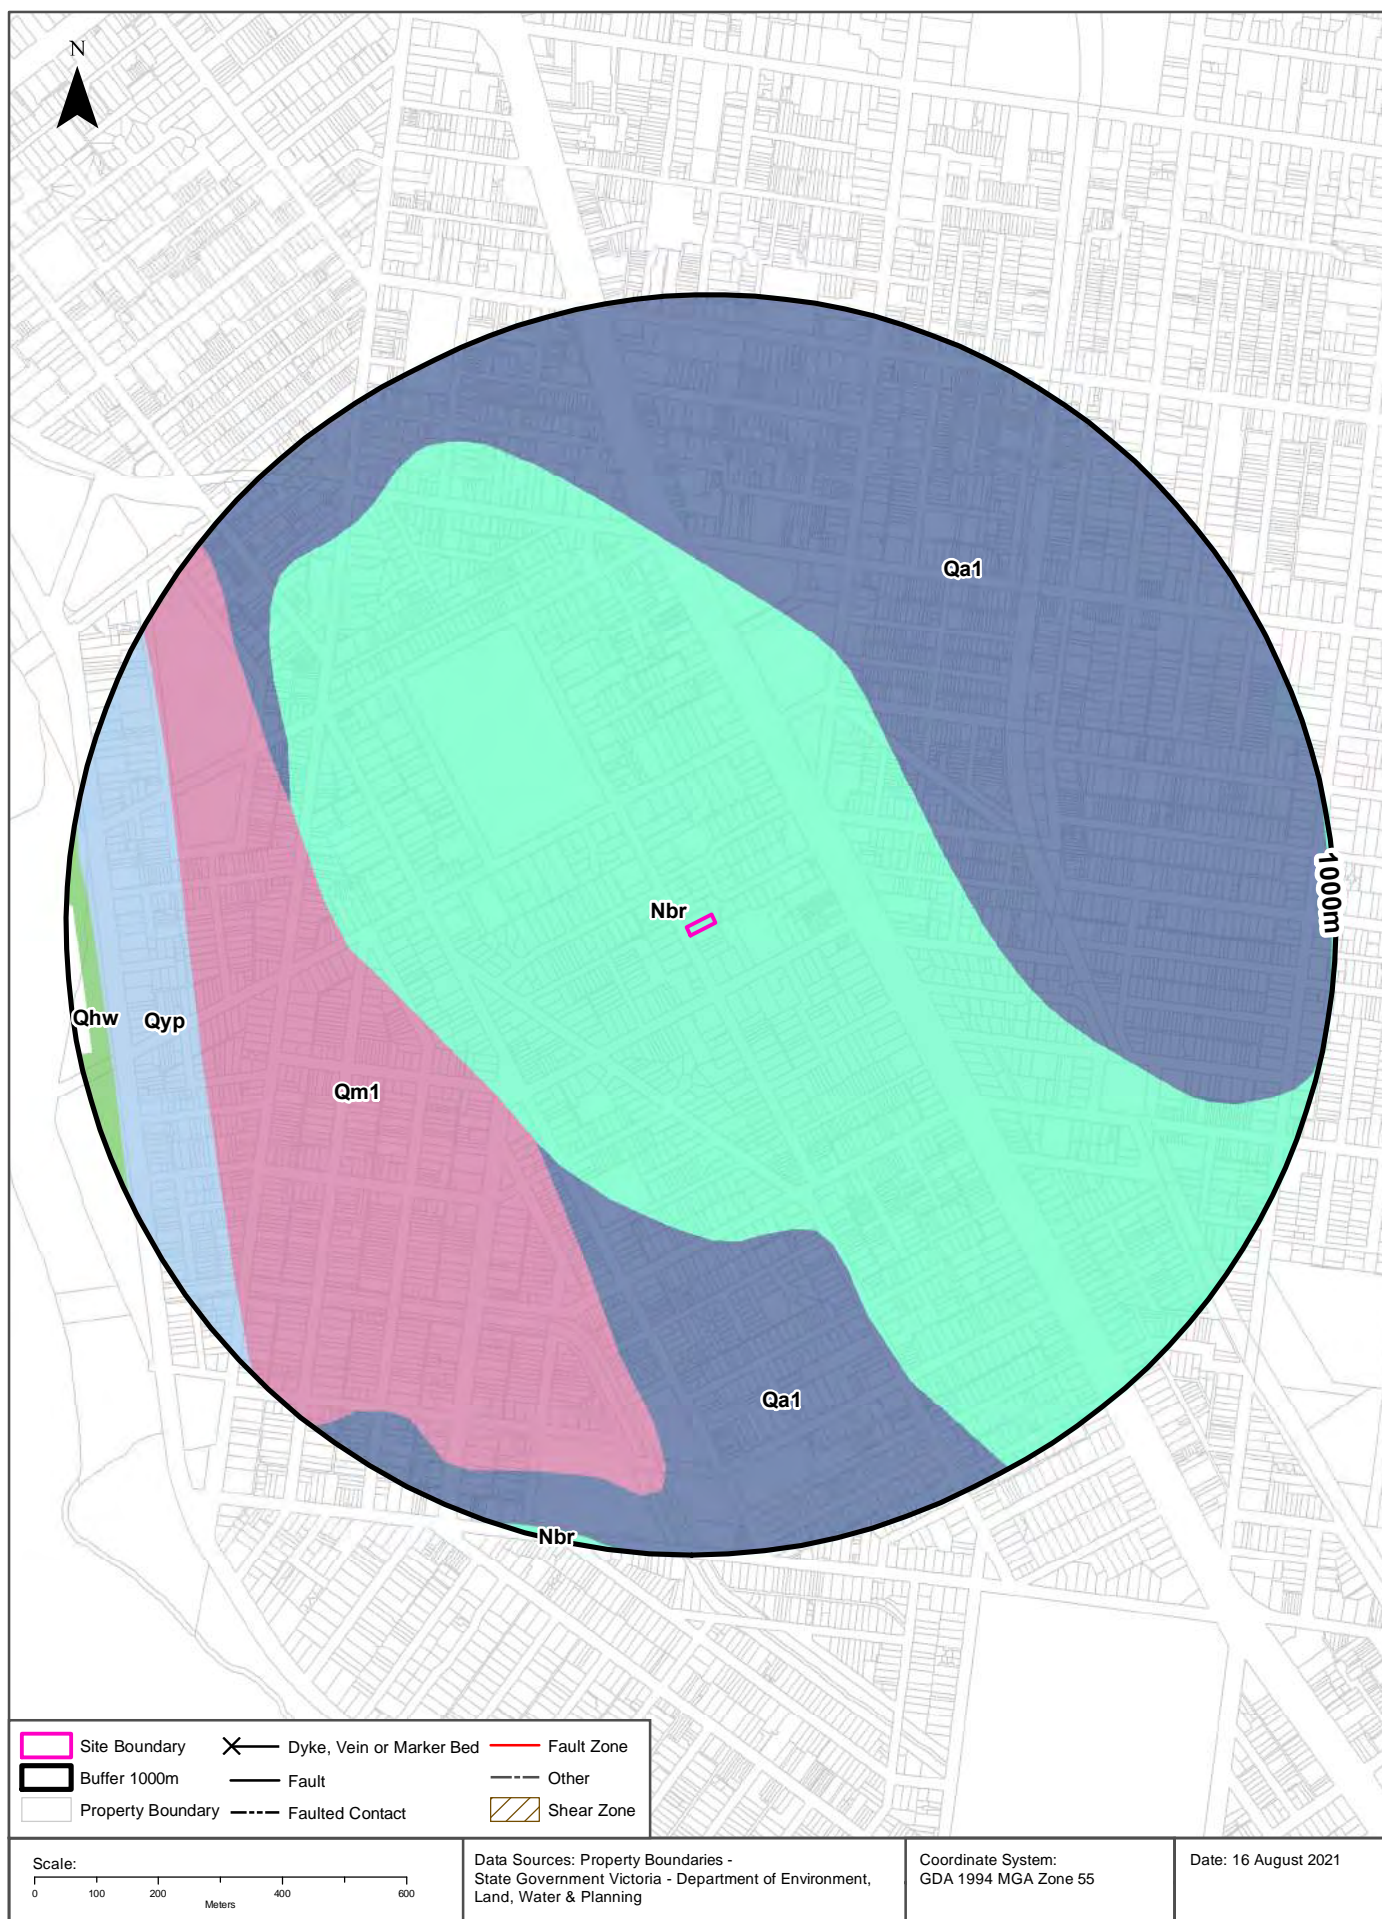 N
Qa1
1000m
Nbr
Qhw
Qyp
Qm1
Qa1
Nbr
Site Boundary
Dyke, Vein or Marker Bed
Fault Zone
Buffer 1000m
Fault
Other
Property Boundary
Faulted Contact
Shear Zone
Scale:
0 100 200 400 600
Meters
Data Sources: Property Boundaries -
State Government Victoria - Department of Environment,
Land, Water & Planning
Coordinate System:
GDA 1994 MGA Zone 55
Date: 16 August 2021